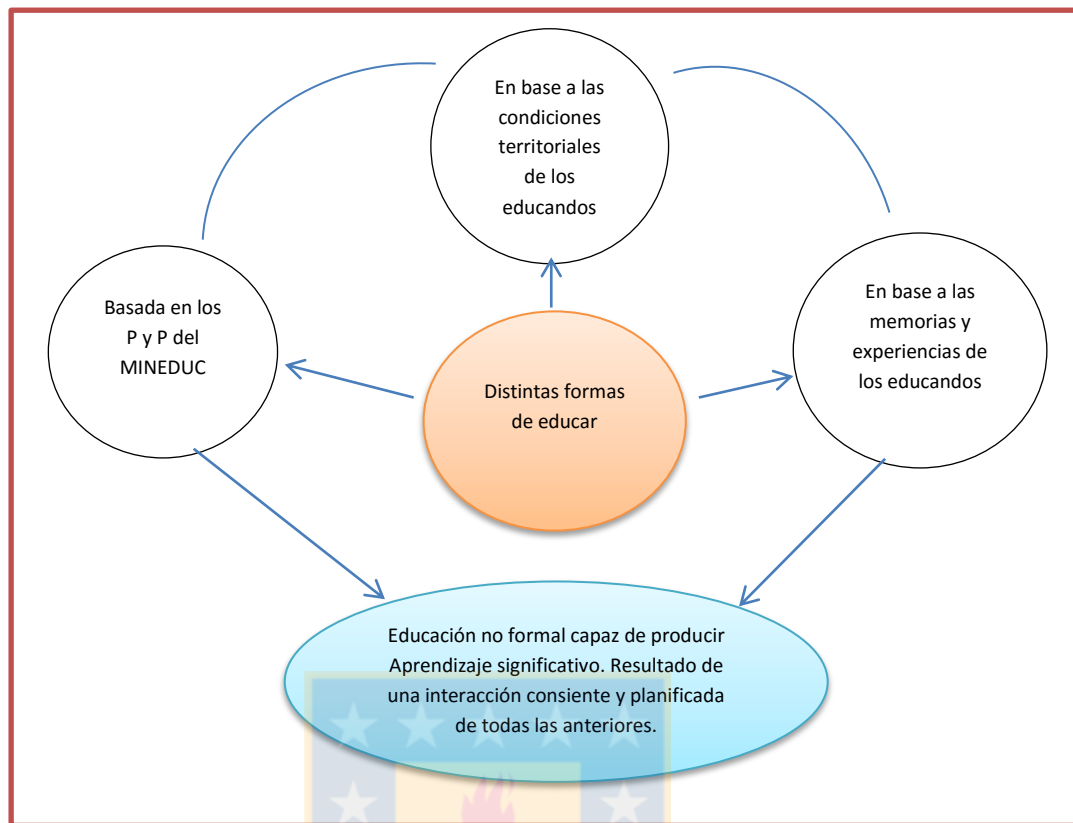 En base a las
condiciones
territoriales
de los
educandos
Basada en los
P y P del
MINEDUC
En base a las
memorias y
experiencias de
los educandos
Distintas formas
de educar
Educación no formal capaz de producir
Aprendizaje significativo. Resultado de
una interacción consiente y planificada
de todas las anteriores.